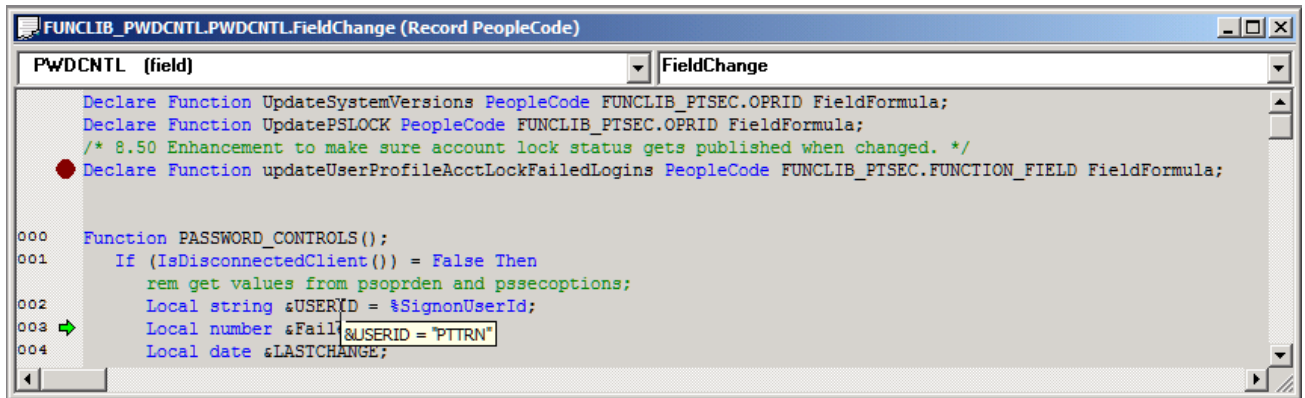 FUNCLIB_PWDCNTL.PWDCNTL.FieldChange (Record PeopleCode)
PWDCNTL (field) FieldChange
Declare Function UpdateSystemVersions PeopleCode FUNCLIB_PTSEC.OPRID FieldFormula;
Declare Function UpdatePSLOCK PeopleCode FUNCLIB_PTSEC.OPRID FieldFormula;
/* 8.50 Enhancement to make sure account lock status gets published when changed. */
Declare Function updateUserProfileAcctLockFailedLogins PeopleCode FUNCLIB_PTSEC.FUNCTION_FIELD FieldFormula;
000 Function PASSWORD_CONTROLS();
001 If (IsDisconnectedClient()) = False Then
rem get values from psoprden and pssecoptions;
002 Local string &USERID = %SignonUserId;
003 Local number &Fail
&USERID = "PTTRN"
004 Local date &LASTCHANGE;